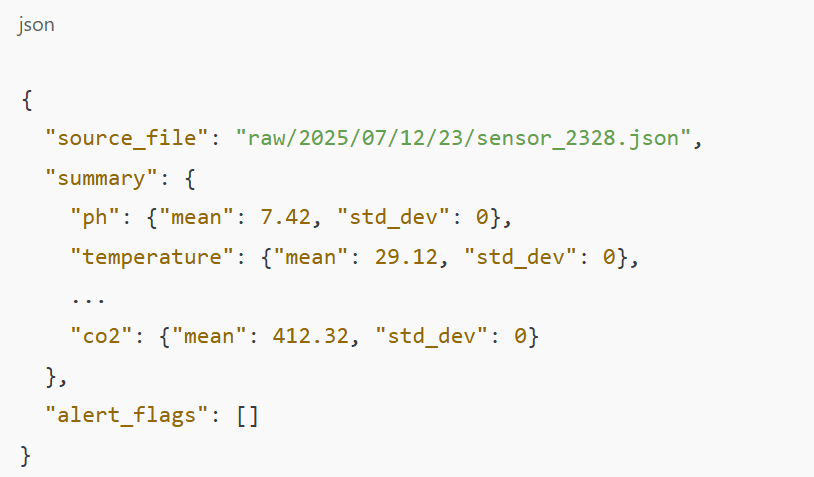 json
{
"source_file": "raw/2025/07/12/23/sensor_2328.json",
"summary": {
"ph": {"mean": 7.42, "std_dev": 0},
"temperature": {"mean": 29.12, "std_dev": 0},
...
"co2": {"mean": 412.32, "std_dev": 0}
},
"alert_flags": []
}